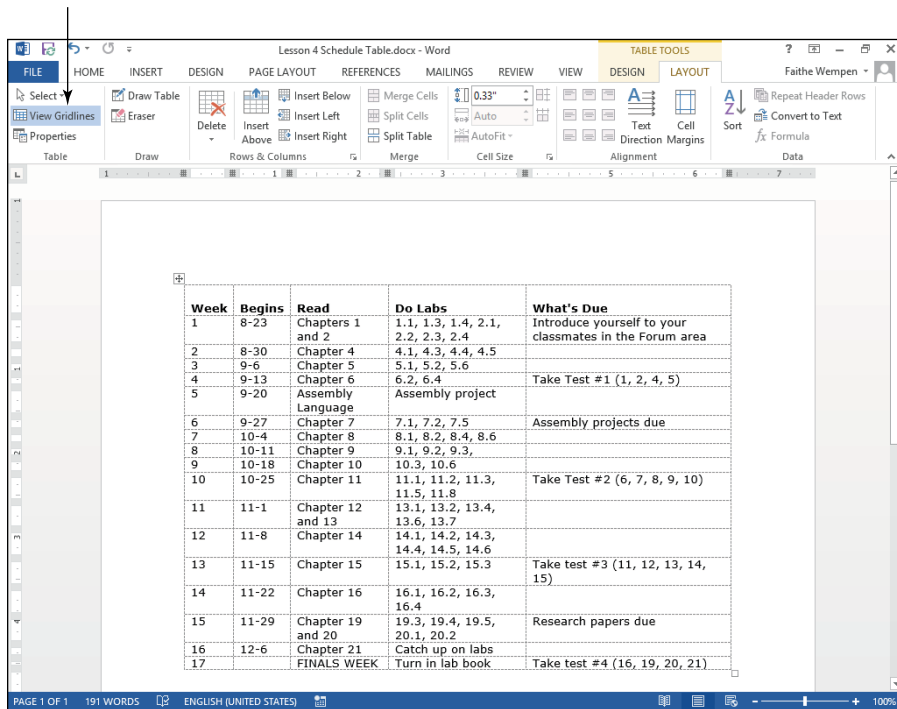 Lesson 4 Schedule Table.docx - Word
TABLE TOOLS
?
FILE HOME INSERT DESIGN PAGE LAYOUT REFERENCES MAILINGS REVIEW VIEW DESIGN LAYOUT Faithe Wempen
Select
View Gridlines
Properties
Table
Draw Table
Eraser
Draw
Delete
Insert Above
Insert Below
Insert Left
Insert Right
Rows & Columns
Merge Cells
Split Cells
Split Table
Merge
0.33"
Auto
AutoFit
Cell Size
Text Direction
Cell Margins
Alignment
Sort
Repeat Header Rows
Convert to Text
fx Formula
Data
1 1 2 3 5 6 7
Week Begins Read Do Labs What's Due
1 8-23 Chapters 1 1.1, 1.3, 1.4, 2.1, Introduce yourself to your
and 2 2.2, 2.3, 2.4 classmates in the Forum area
2 8-30 Chapter 4 4.1, 4.3, 4.4, 4.5
3 9-6 Chapter 5 5.1, 5.2, 5.6
4 9-13 Chapter 6 6.2, 6.4 Take Test #1 (1, 2, 4, 5)
5 9-20 Assembly Assembly project
Language
6 9-27 Chapter 7 7.1, 7.2, 7.5 Assembly projects due
7 10-4 Chapter 8 8.1, 8.2, 8.4, 8.6
8 10-11 Chapter 9 9.1, 9.2, 9.3,
9 10-18 Chapter 10 10.3, 10.6
10 10-25 Chapter 11 11.1, 11.2, 11.3, Take Test #2 (6, 7, 8, 9, 10)
11.5, 11.8
11 11-1 Chapter 12 13.1, 13.2, 13.4,
and 13 13.6, 13.7
12 11-8 Chapter 14 14.1, 14.2, 14.3,
14.4, 14.5, 14.6
13 11-15 Chapter 15 15.1, 15.2, 15.3 Take test #3 (11, 12, 13, 14,
15)
14 11-22 Chapter 16 16.1, 16.2, 16.3,
16.4
15 11-29 Chapter 19 19.3, 19.4, 19.5, Research papers due
and 20 20.1, 20.2
16 12-6 Chapter 21 Catch up on labs
17 FINALS WEEK Turn in lab book Take test #4 (16, 19, 20, 21)
PAGE 1 OF 1 191 WORDS ENGLISH (UNITED STATES) 100%